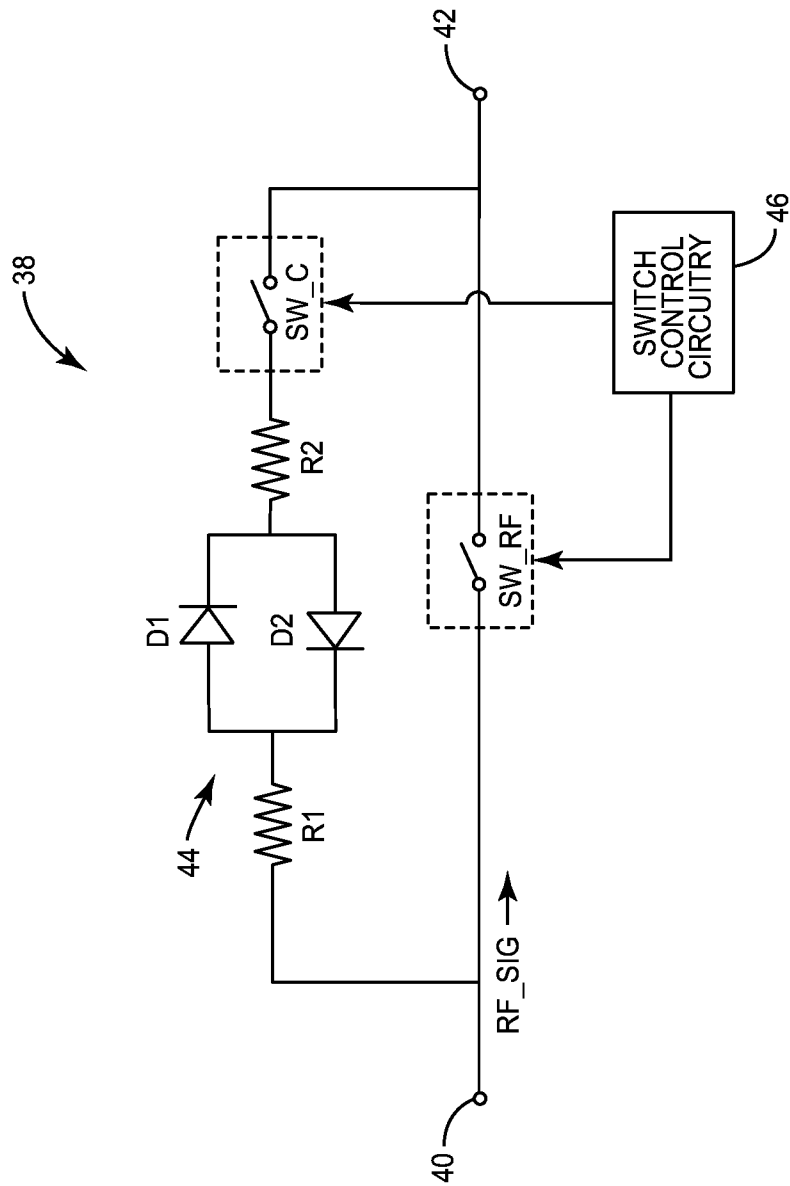 38
44
R1
D1
D2
R2
SW_C
40
RF_SIG
SW_RF
42
SWITCH
CONTROL
CIRCUITRY
46